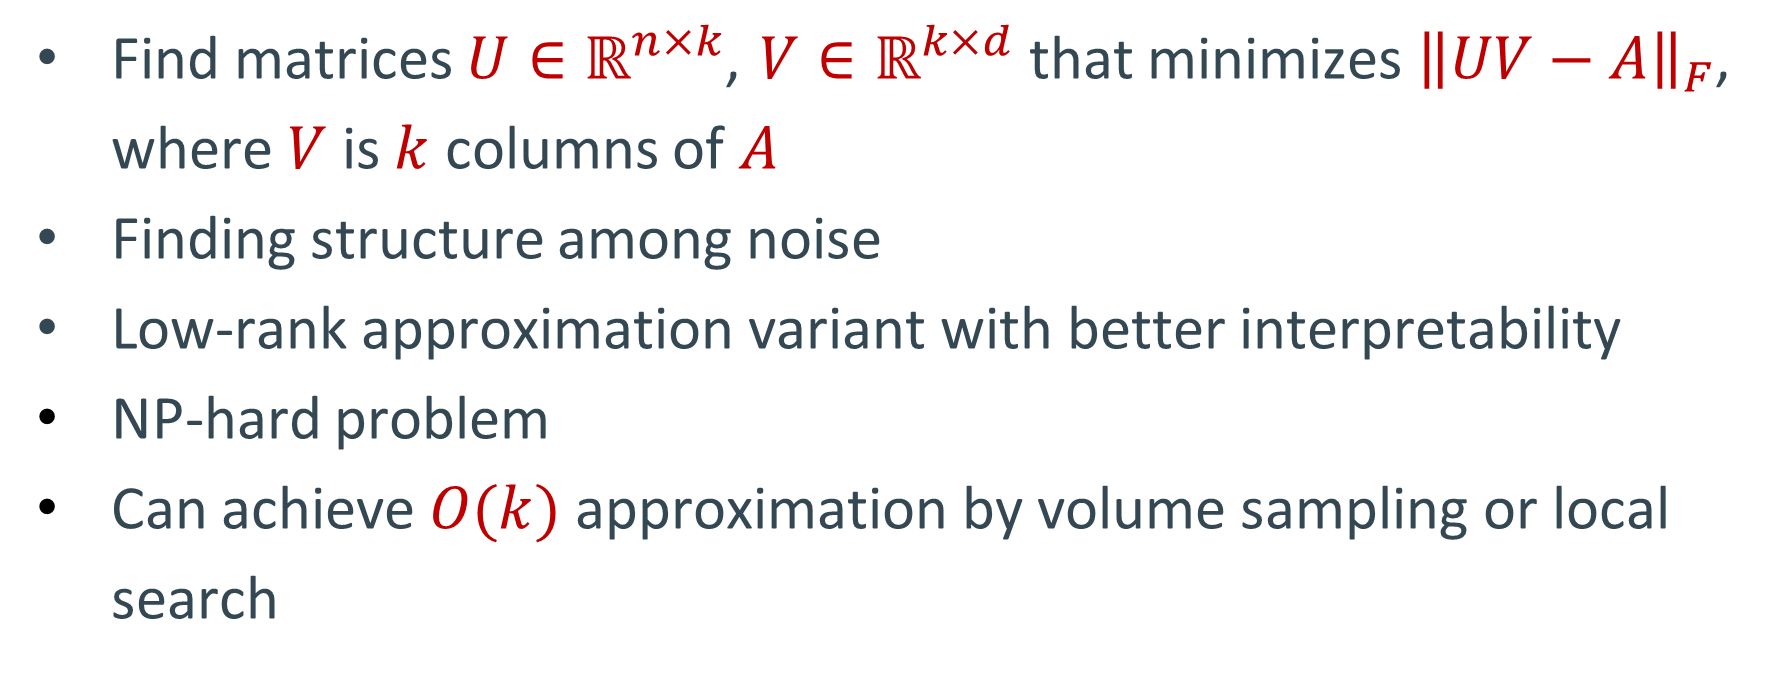 • Find matrices U ∈ ℝ^{n×k}, V ∈ ℝ^{k×d} that minimizes ‖UV − A‖_F,
where V is k columns of A
• Finding structure among noise
• Low-rank approximation variant with better interpretability
• NP-hard problem
• Can achieve O(k) approximation by volume sampling or local
search